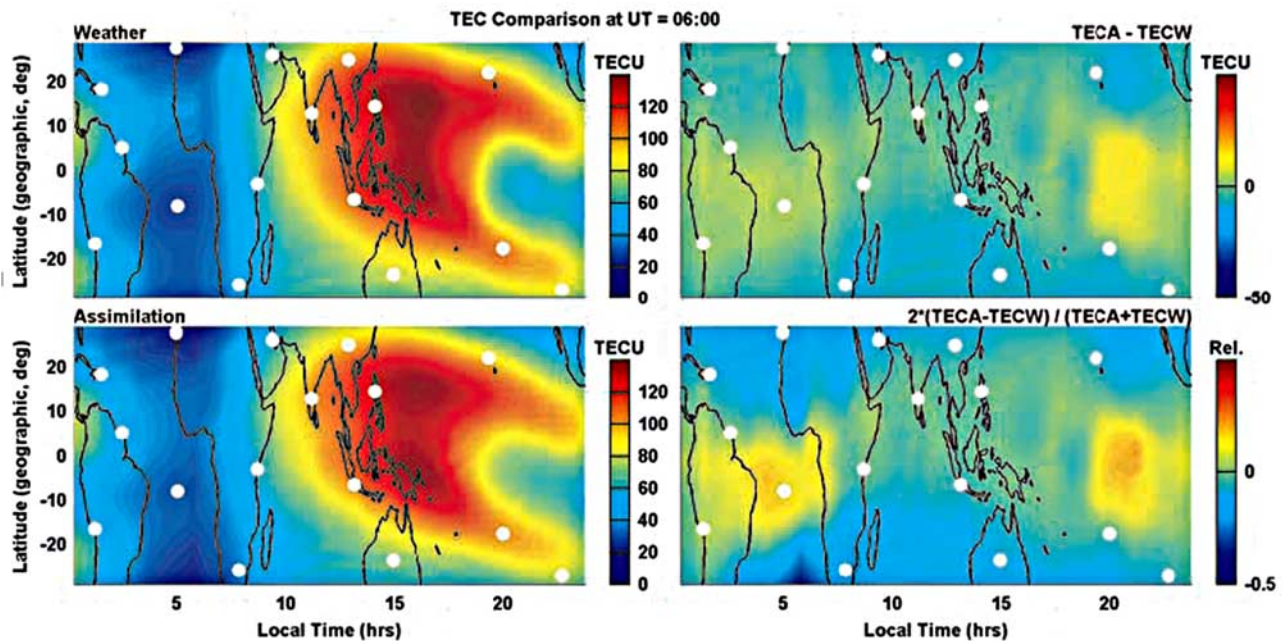 TEC Comparison at UT = 06:00
Weather
TECA - TECW
TECU
TECU
Latitude (geographic, deg)
20
10
0
-10
-20
120
100
80
60
40
20
0
0
-50
Assimilation
2*(TECA-TECW) / (TECA+TECW)
TECU
Rel.
Latitude (geographic, deg)
20
10
0
-10
-20
120
100
80
60
40
20
0
0
-0.5
5 10 15 20
5 10 15 20
Local Time (hrs)
Local Time (hrs)